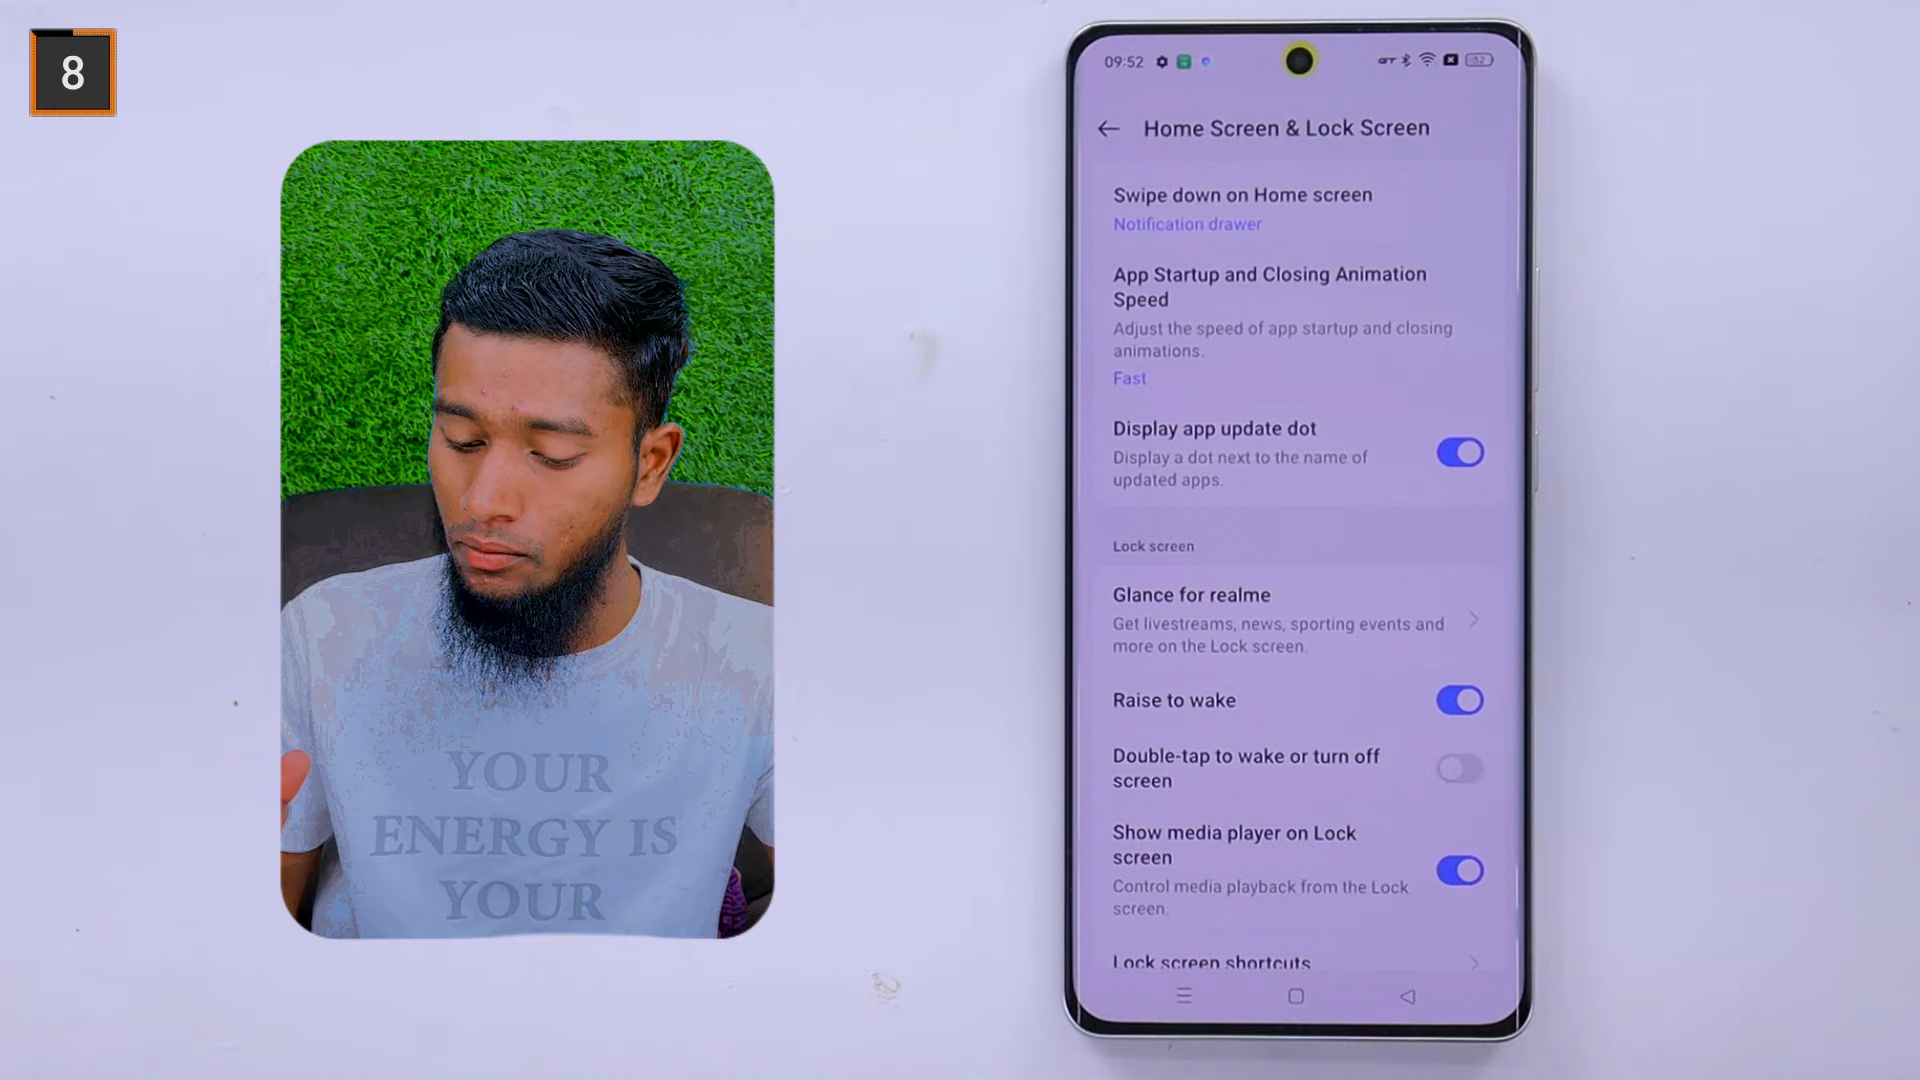 8
YOUR
ENERGY IS
YOUR
09:52
GT
52
Home Screen & Lock Screen
Swipe down on Home screen
Notification drawer
App Startup and Closing Animation
Speed
Adjust the speed of app startup and closing
animations.
Fast
Display app update dot
Display a dot next to the name of
updated apps.
Lock screen
Glance for realme
Get livestreams, news, sporting events and
more on the Lock screen.
Raise to wake
Double-tap to wake or turn off
screen
Show media player on Lock
screen
Control media playback from the Lock
screen.
Lock screen shortcuts